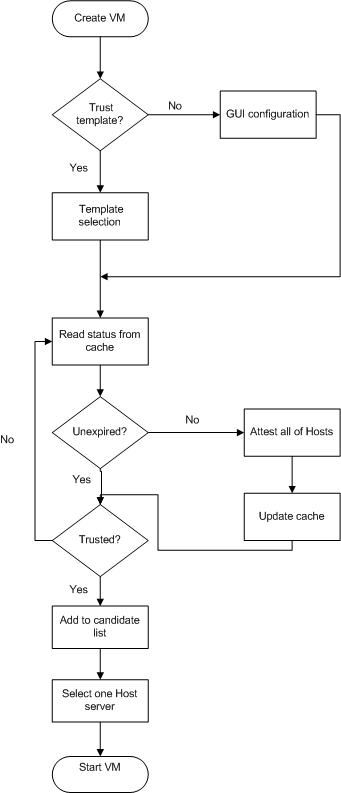 Create VM
Trust
template?
No
GUI configuration
Yes
Template
selection
Read status from
cache
No
Unexpired?
No
Attest all of Hosts
Yes
Update cache
Trusted?
Yes
Add to candidate
list
Select one Host
server
Start VM